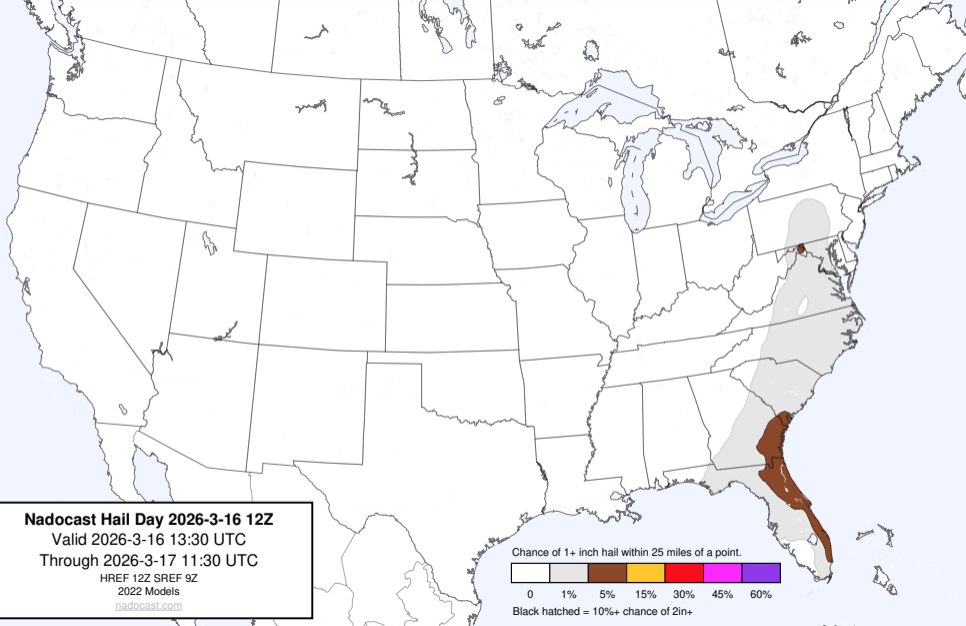 Nadocast Hail Day 2026-3-16 12Z
Valid 2026-3-16 13:30 UTC
Through 2026-3-17 11:30 UTC
HREF 12Z SREF 9Z
2022 Models
nadocast.com
Chance of 1+ inch hail within 25 miles of a point.
0 1% 5% 15% 30% 45% 60%
Black hatched = 10%+ chance of 2in+